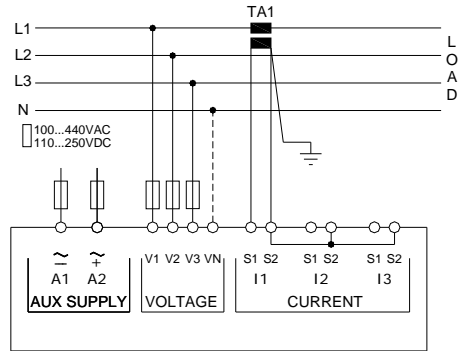 TA1
L1
L2
L3
N
L
O
A
D
100...440VAC
110...250VDC
V1 V2 V3 VN
S1 S2 S1 S2 S1 S2
~ ~
− +
A1 A2
I1 I2 I3
AUX SUPPLY VOLTAGE CURRENT